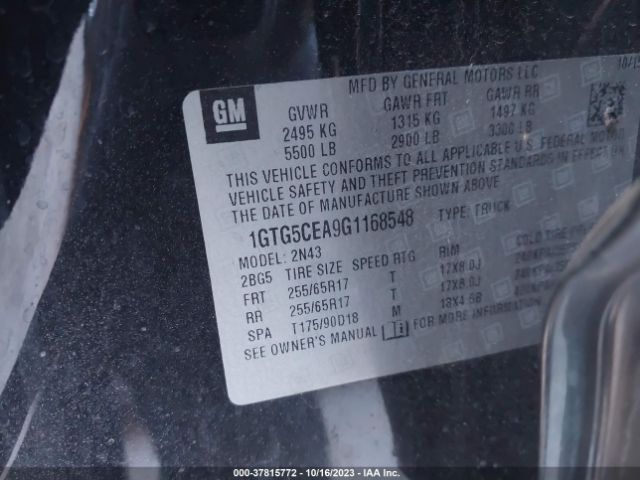 MFD BY GENERAL MOTORS LLC 10/15
GM
GVWR GAWR FRT GAWR RR
2495 KG 1315 KG 1497 KG
5500 LB 2900 LB 3300 LB
THIS VEHICLE CONFORMS TO ALL APPLICABLE U.S. FEDERAL MOTOR
VEHICLE SAFETY AND THEFT PREVENTION STANDARDS IN EFFECT ON
THE DATE OF MANUFACTURE SHOWN ABOVE
1GTG5CEA9G1168548 TYPE: TRUCK
MODEL: 2N43
2BG5 TIRE SIZE SPEED RTG RIM COLD TIRE
FRT 255/65R17 T 17X8.0J
RR 255/65R17 T 17X8.0J
SPA T175/90D18 M 18X4.5B
SEE OWNER'S MANUAL FOR MORE INFORMATION
000-37815772 | 10/16/2023 | IAA Inc.